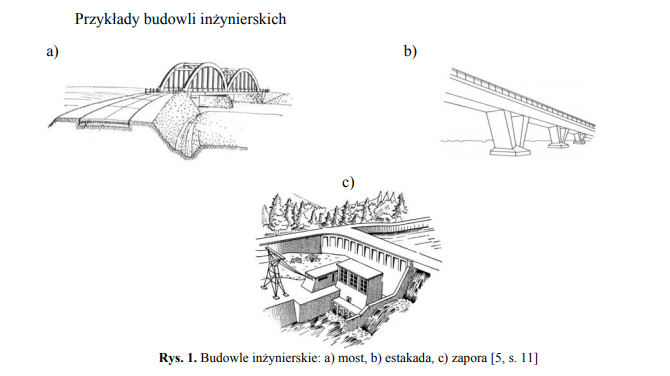 Przykłady budowli inżynierskich
a)
b)
c)
Rys. 1. Budowle inżynierskie: a) most, b) estakada, c) zapora [5, s. 11]